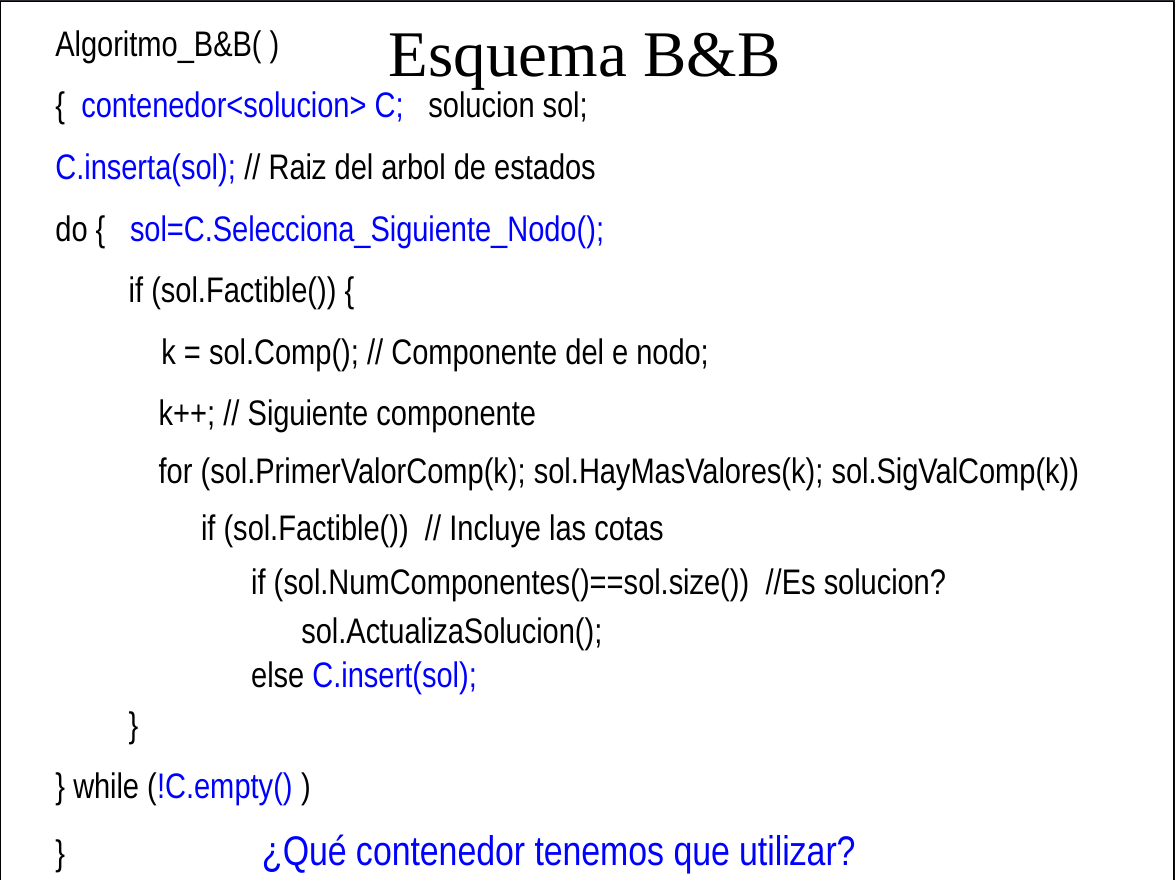 Algoritmo_B&B( )
Esquema B&B
{ contenedor<solucion> C; solucion sol;
C.inserta(sol); // Raiz del arbol de estados
do { sol=C.Selecciona_Siguiente_Nodo();
if (sol.Factible()) {
k = sol.Comp(); // Componente del e nodo;
k++; // Siguiente componente
for (sol.PrimerValorComp(k); sol.HayMasValores(k); sol.SigValComp(k))
if (sol.Factible()) // Incluye las cotas
if (sol.NumComponentes()==sol.size()) //Es solucion?
sol.ActualizaSolucion();
else C.insert(sol);
}
} while (!C.empty() )
}
¿Qué contenedor tenemos que utilizar?